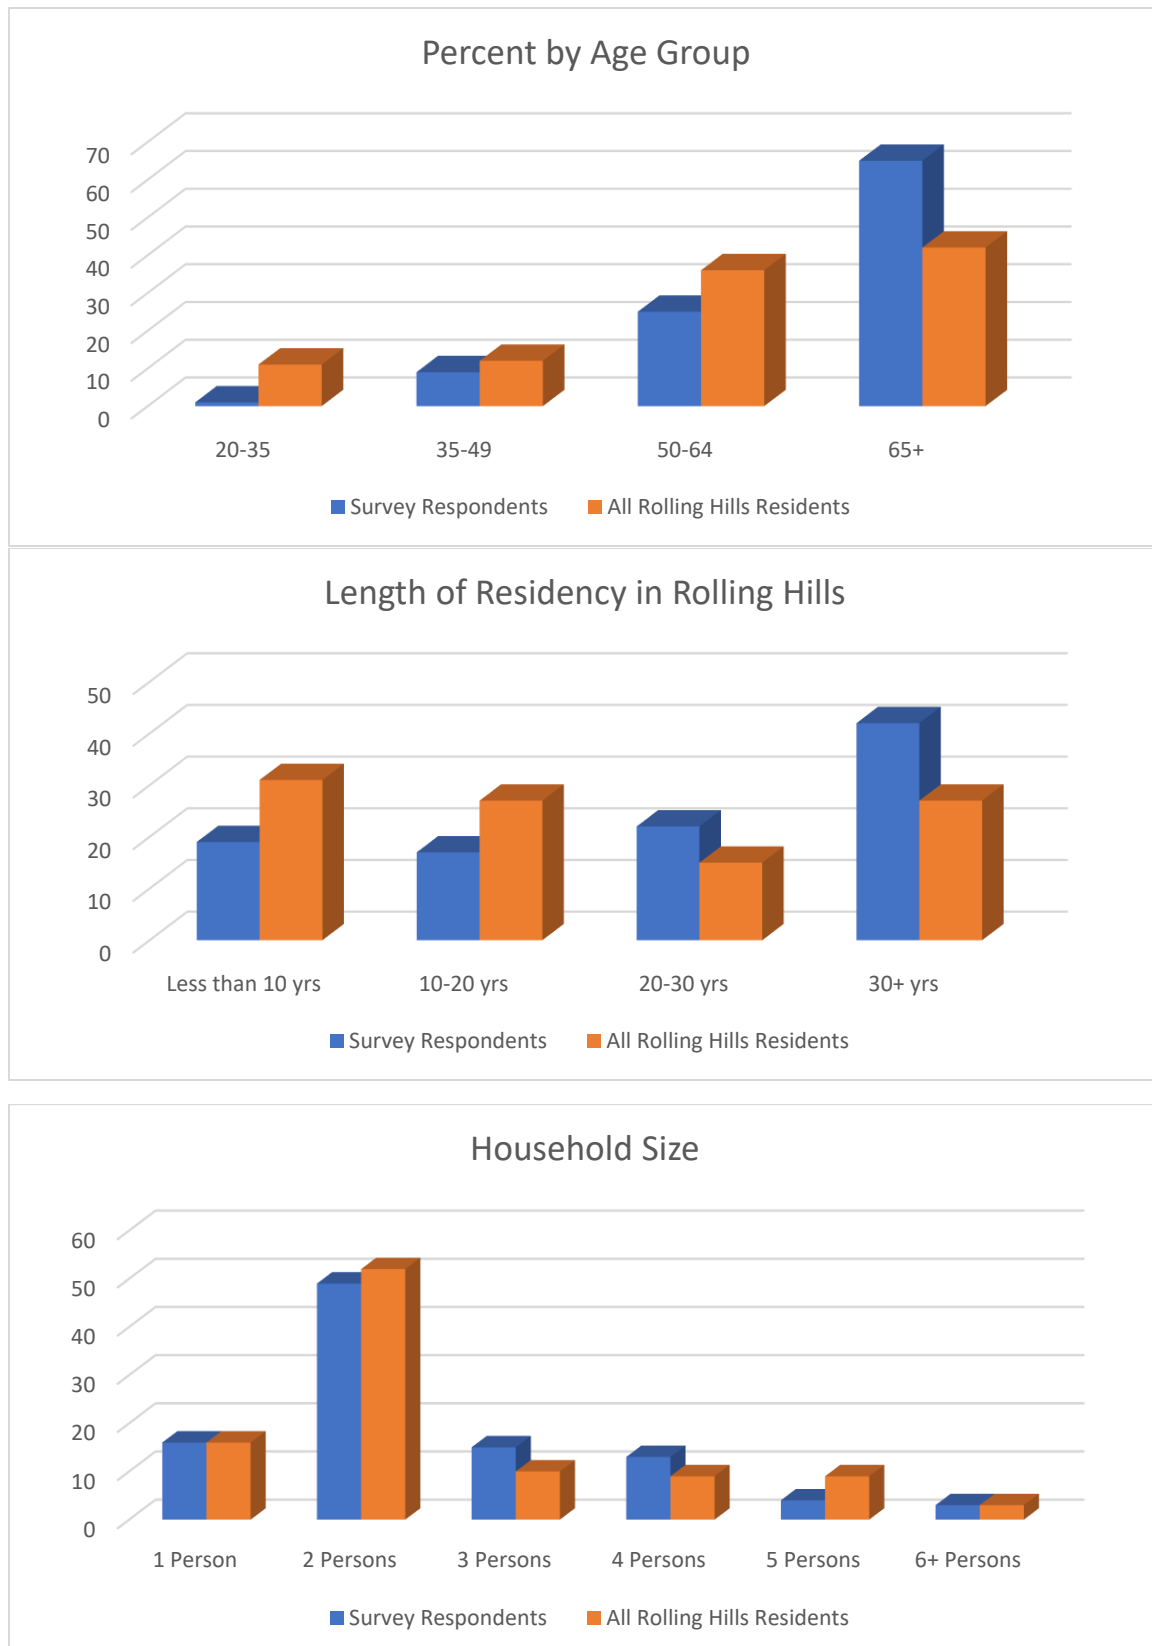 Percent by Age Group
70
60
50
40
30
20
10
0
20-35 35-49 50-64 65+
Survey Respondents All Rolling Hills Residents
Length of Residency in Rolling Hills
50
40
30
20
10
0
Less than 10 yrs 10-20 yrs 20-30 yrs 30+ yrs
Survey Respondents All Rolling Hills Residents
Household Size
60
50
40
30
20
10
0
1 Person 2 Persons 3 Persons 4 Persons 5 Persons 6+ Persons
Survey Respondents All Rolling Hills Residents